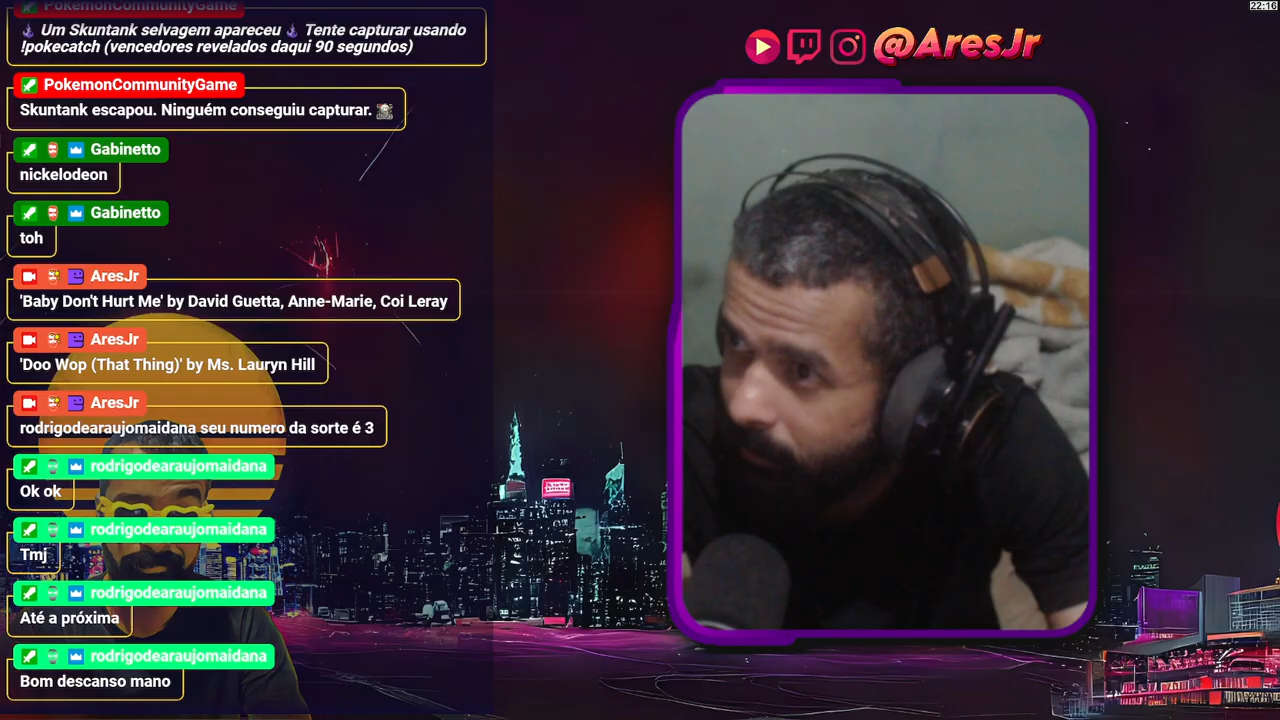 PokemonCommunityGame
Um Skuntank selvagem apareceu Tente capturar usando
!pokecatch (vencedores revelados daqui 90 segundos)
PokemonCommunityGame
Skuntank escapou. Ninguém conseguiu capturar.
Gabinetto
nickelodeon
Gabinetto
toh
AresJr
'Baby Don't Hurt Me' by David Guetta, Anne-Marie, Coi Leray
AresJr
'Doo Wop (That Thing)' by Ms. Lauryn Hill
AresJr
rodrigodearaujomaidana seu numero da sorte é 3
rodrigodearaujomaidana
Ok ok
rodrigodearaujomaidana
Tmj
rodrigodearaujomaidana
Até a próxima
rodrigodearaujomaidana
Bom descanso mano
@AresJr
22:16